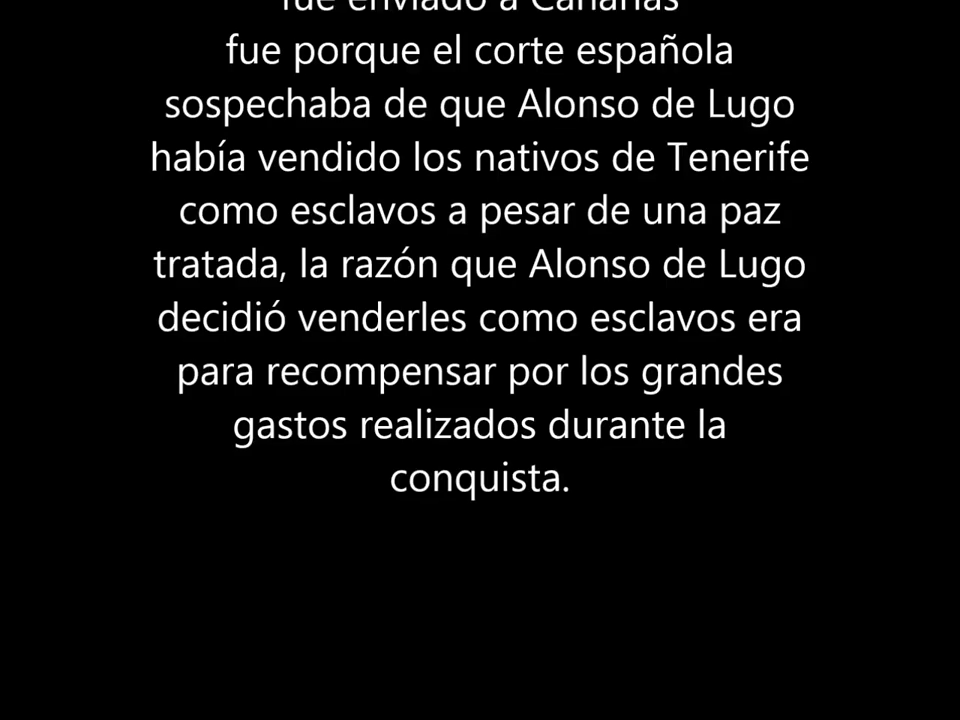 fue enviado a Canarias
fue porque el corte española
sospechaba de que Alonso de Lugo
había vendido los nativos de Tenerife
como esclavos a pesar de una paz
tratada, la razón que Alonso de Lugo
decidió venderles como esclavos era
para recompensar por los grandes
gastos realizados durante la
conquista.